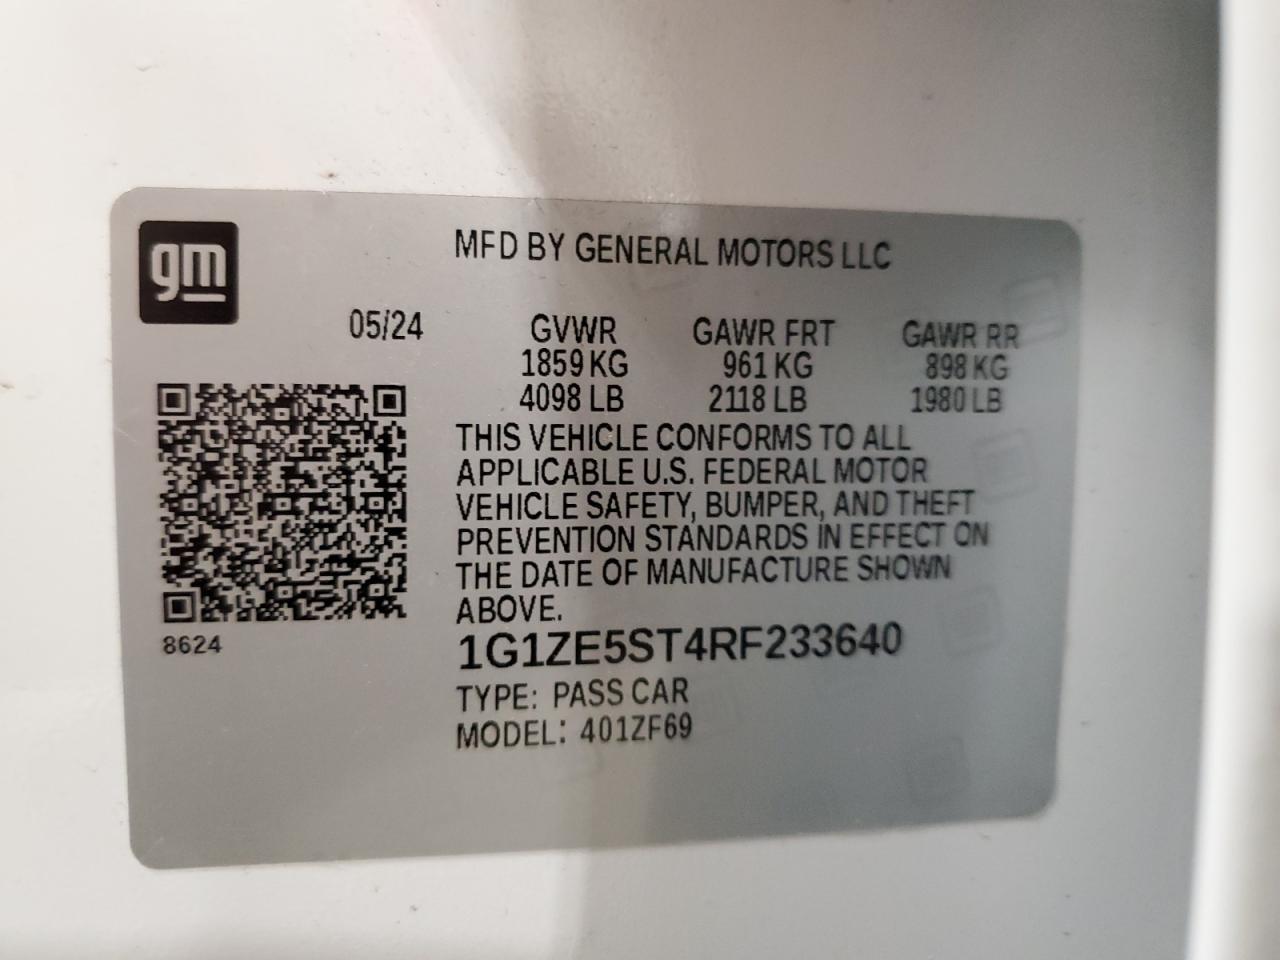 gm
MFD BY GENERAL MOTORS LLC
05/24 GVWR GAWR FRT GAWR RR
1859 KG 961 KG 898 KG
4098 LB 2118 LB 1980 LB
THIS VEHICLE CONFORMS TO ALL
APPLICABLE U.S. FEDERAL MOTOR
VEHICLE SAFETY, BUMPER, AND THEFT
PREVENTION STANDARDS IN EFFECT ON
THE DATE OF MANUFACTURE SHOWN
ABOVE.
8624
1G1ZE5ST4RF233640
TYPE: PASS CAR
MODEL: 401ZF69